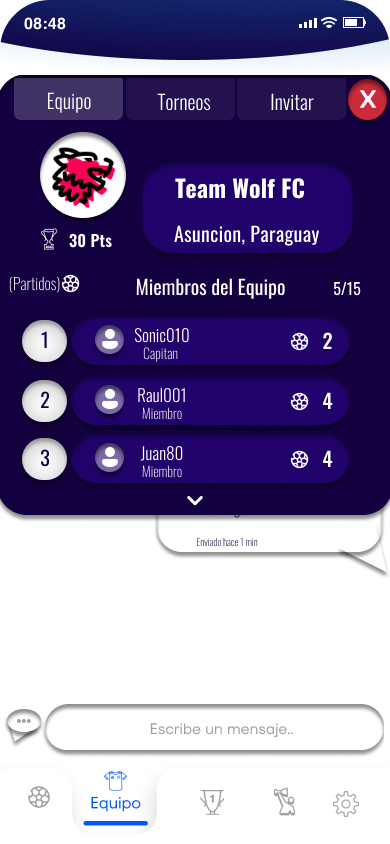 08:48
Equipo Torneos Invitar X
Team Wolf FC
Asuncion, Paraguay
30 Pts
(Partidos) Miembros del Equipo 5/15
1 Sonic010 2
Capitan
2 Raul001 4
Miembro
3 Juan80 4
Miembro
Enviado hace 1 min
Escribe un mensaje..
1
Equipo